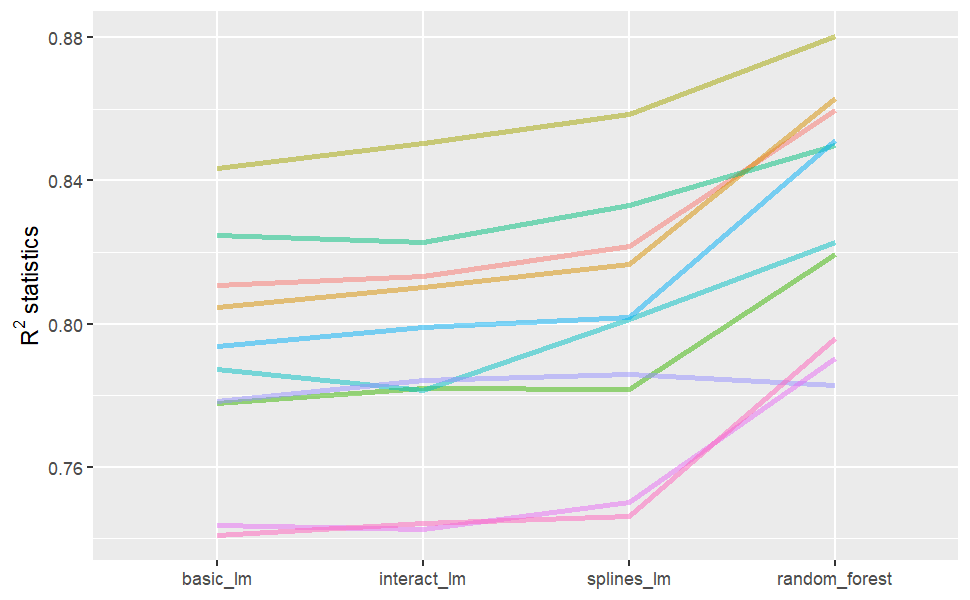 0.88
0.84
0.80
0.76
R² statistics
basic_lm interact_lm splines_lm random_forest